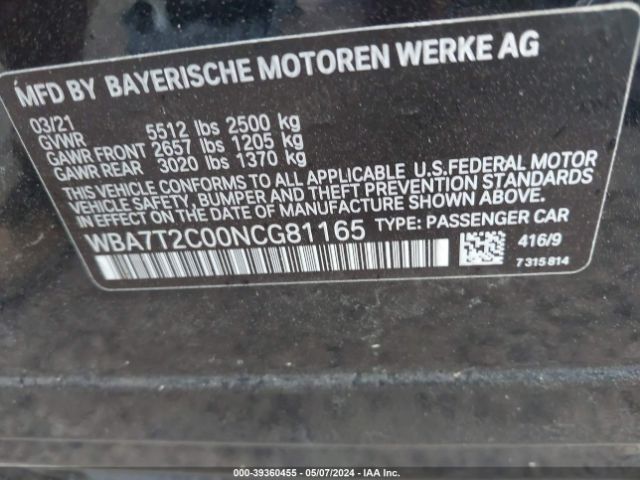 MFD BY BAYERISCHE MOTOREN WERKE AG
03/21
GVWR 5512 lbs 2500 kg
GAWR FRONT 2657 lbs 1205 kg
GAWR REAR 3020 lbs 1370 kg
THIS VEHICLE CONFORMS TO ALL APPLICABLE U.S.FEDERAL MOTOR
VEHICLE SAFETY, BUMPER AND THEFT PREVENTION STANDARDS
IN EFFECT ON THE DATE OF MANUFACTURE SHOWN ABOVE.
WBA7T2C00NCG81165 TYPE: PASSENGER CAR
416/9
7 315 814
000-39360455 - 05/07/2024 - IAA Inc.